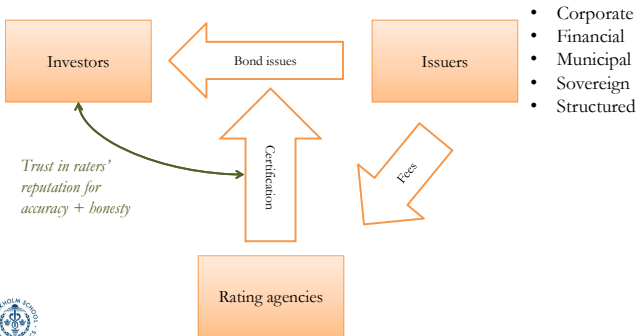 Investors
Bond issues
Issuers
• Corporate
• Financial
• Municipal
• Sovereign
• Structured
Trust in raters'
reputation for
accuracy + honesty
Certification
Fees
Rating agencies